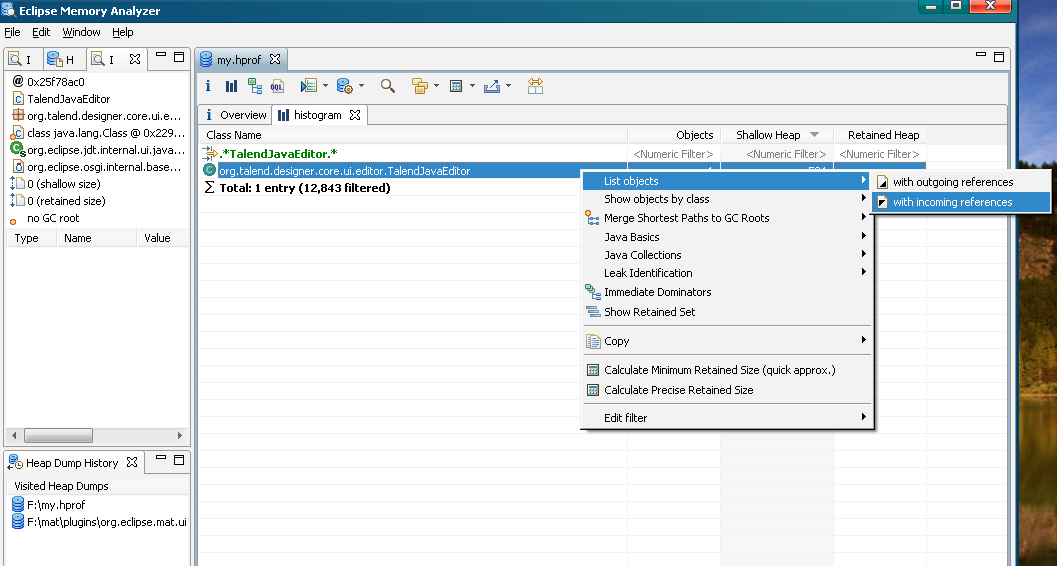 Eclipse Memory Analyzer
File Edit Window Help
I H I
@ 0x25f78ac0
TalendJavaEditor
org.talend.designer.core.ui.e...
class java.lang.Class @ 0x229...
org.eclipse.jdt.internal.ui.java...
org.eclipse.osgi.internal.base...
0 (shallow size)
0 (retained size)
no GC root
Type Name Value
Heap Dump History
Visited Heap Dumps
F:\my.hprof
F:\mat\plugins\org.eclipse.mat.ui
my.hprof
i OQL
i Overview histogram
Class Name Objects Shallow Heap Retained Heap
.*TalendJavaEditor.* <Numeric Filter> <Numeric Filter> <Numeric Filter>
org.talend.designer.core.ui.editor.TalendJavaEditor
Σ Total: 1 entry (12,843 filtered)
List objects
Show objects by class
Merge Shortest Paths to GC Roots
Java Basics
Java Collections
Leak Identification
Immediate Dominators
Show Retained Set
Copy
Calculate Minimum Retained Size (quick approx.)
Calculate Precise Retained Size
Edit filter
with outgoing references
with incoming references